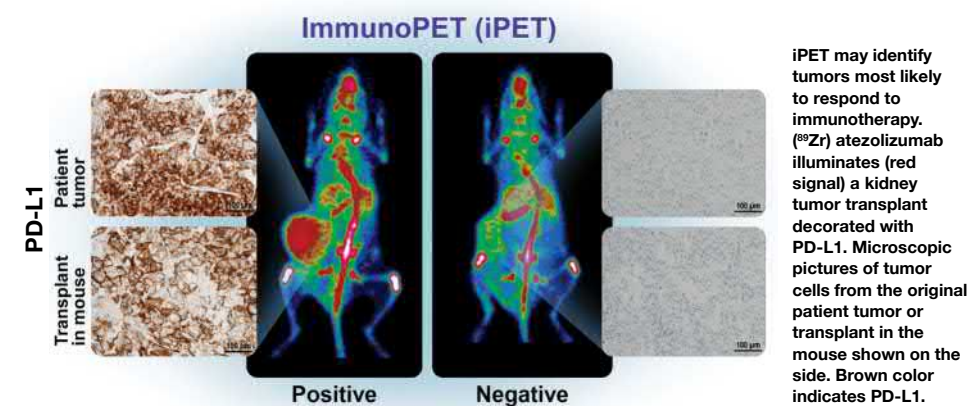 ImmunoPET (iPET)
PD-L1
Patient
tumor
Transplant
in mouse
100 µm
100 µm
100 µm
100 µm
Positive
Negative
iPET may identify
tumors most likely
to respond to
immunotherapy.
(⁸⁹Zr) atezolizumab
illuminates (red
signal) a kidney
tumor transplant
decorated with
PD-L1. Microscopic
pictures of tumor
cells from the original
patient tumor or
transplant in the
mouse shown on the
side. Brown color
indicates PD-L1.